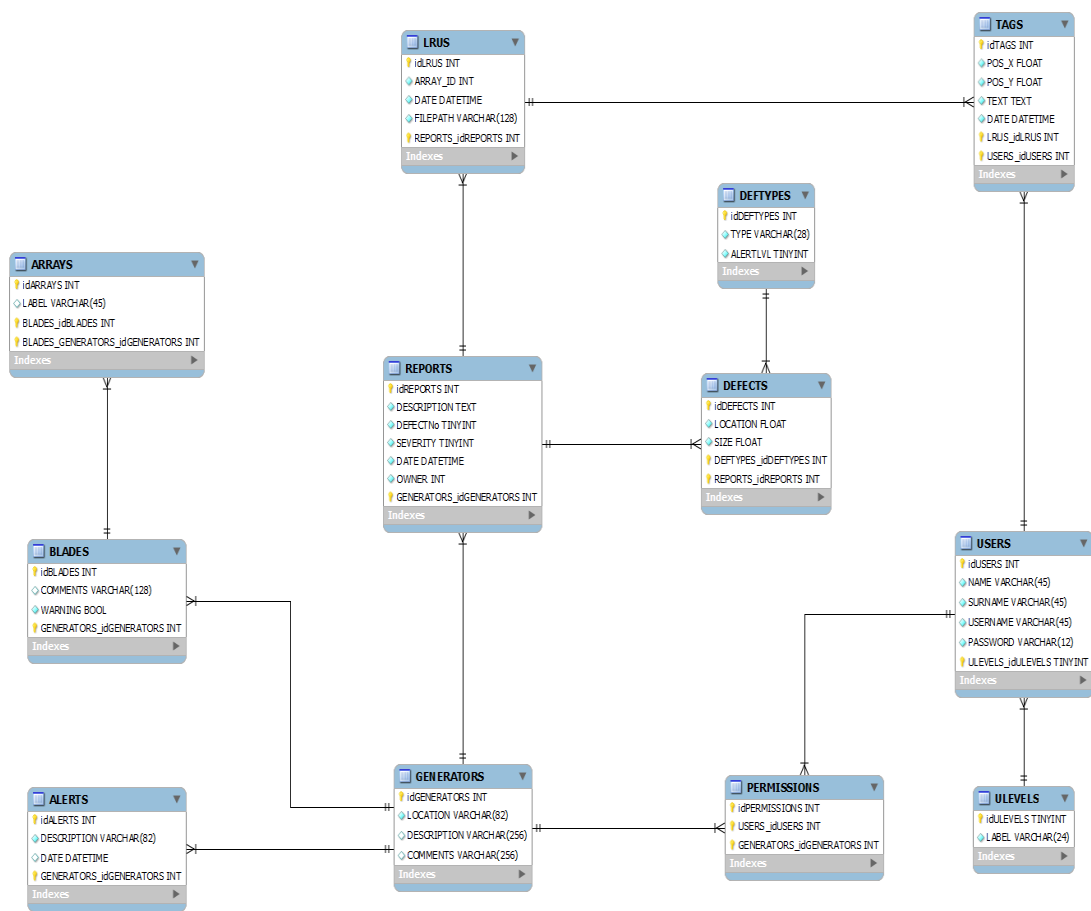 LRUS
idLRUS INT
ARRAY_ID INT
DATE DATETIME
FILEPATH VARCHAR(128)
REPORTS_idREPORTS INT
Indexes
TAGS
idTAGS INT
POS_X FLOAT
POS_Y FLOAT
TEXT TEXT
DATE DATETIME
LRUS_idLRUS INT
USERS_idUSERS INT
Indexes
DEFTYPES
idDEFTYPES INT
TYPE VARCHAR(28)
ALERTLVL TINYINT
Indexes
ARRAYS
idARRAYS INT
LABEL VARCHAR(45)
BLADES_idBLADES INT
BLADES_GENERATORS_idGENERATORS INT
Indexes
REPORTS
idREPORTS INT
DESCRIPTION TEXT
DEFECTNo TINYINT
SEVERITY TINYINT
DATE DATETIME
OWNER INT
GENERATORS_idGENERATORS INT
Indexes
DEFECTS
idDEFECTS INT
LOCATION FLOAT
SIZE FLOAT
DEFTYPES_idDEFTYPES INT
REPORTS_idREPORTS INT
Indexes
BLADES
idBLADES INT
COMMENTS VARCHAR(128)
WARNING BOOL
GENERATORS_idGENERATORS INT
Indexes
USERS
idUSERS INT
NAME VARCHAR(45)
SURNAME VARCHAR(45)
USERNAME VARCHAR(45)
PASSWORD VARCHAR(12)
ULEVELS_idULEVELS TINYINT
Indexes
ALERTS
idALERTS INT
DESCRIPTION VARCHAR(82)
DATE DATETIME
GENERATORS_idGENERATORS INT
Indexes
GENERATORS
idGENERATORS INT
LOCATION VARCHAR(82)
DESCRIPTION VARCHAR(256)
COMMENTS VARCHAR(256)
Indexes
PERMISSIONS
idPERMISSIONS INT
USERS_idUSERS INT
GENERATORS_idGENERATORS INT
Indexes
ULEVELS
idULEVELS TINYINT
LABEL VARCHAR(24)
Indexes